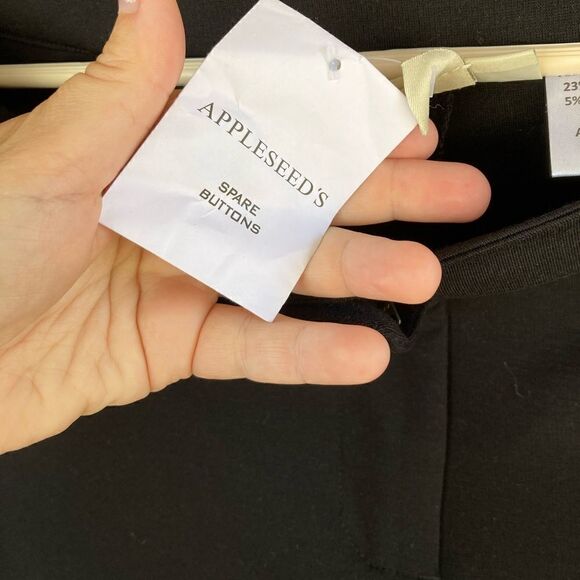 APPLESEED'S
SPARE
BUTTONS
23%
5%
A